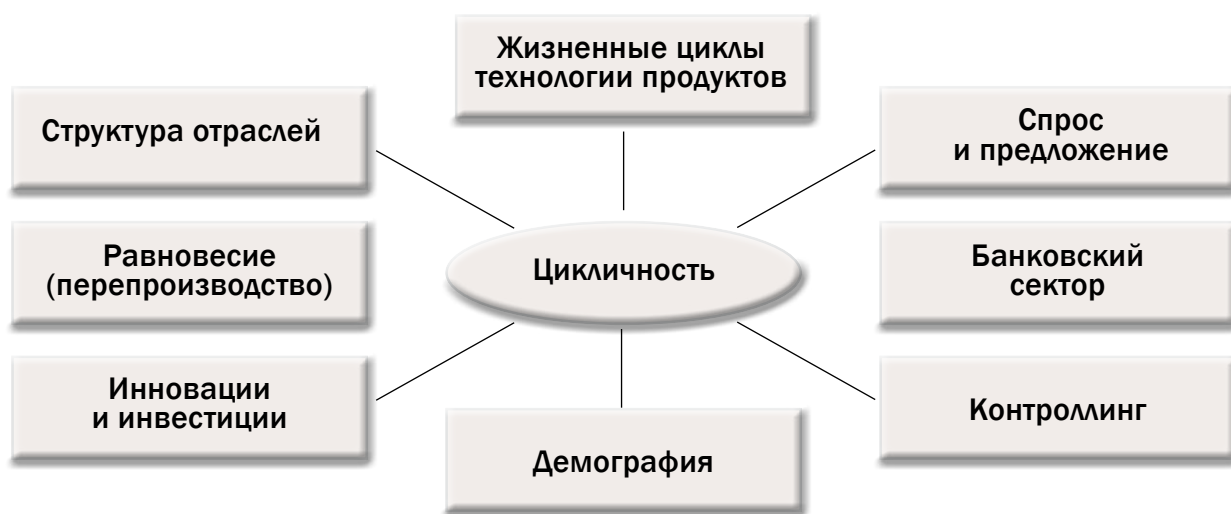 Жизненные циклы
технологии продуктов
Структура отраслей
Спрос
и предложение
Равновесие
(перепроизводство)
Цикличность
Банковский
сектор
Инновации
и инвестиции
Контроллинг
Демография